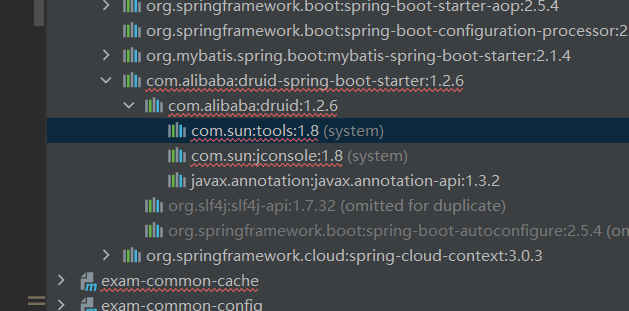 org.springframework.boot:spring-boot-starter-aop:2.5.4
org.springframework.boot:spring-boot-configuration-processor:2
org.mybatis.spring.boot:mybatis-spring-boot-starter:2.1.4
com.alibaba:druid-spring-boot-starter:1.2.6
com.alibaba:druid:1.2.6
com.sun:tools:1.8 (system)
com.sun:jconsole:1.8 (system)
javax.annotation:javax.annotation-api:1.3.2
org.slf4j:slf4j-api:1.7.32 (omitted for duplicate)
org.springframework.boot:spring-boot-autoconfigure:2.5.4 (om
org.springframework.cloud:spring-cloud-context:3.0.3
exam-common-cache
exam-common-config